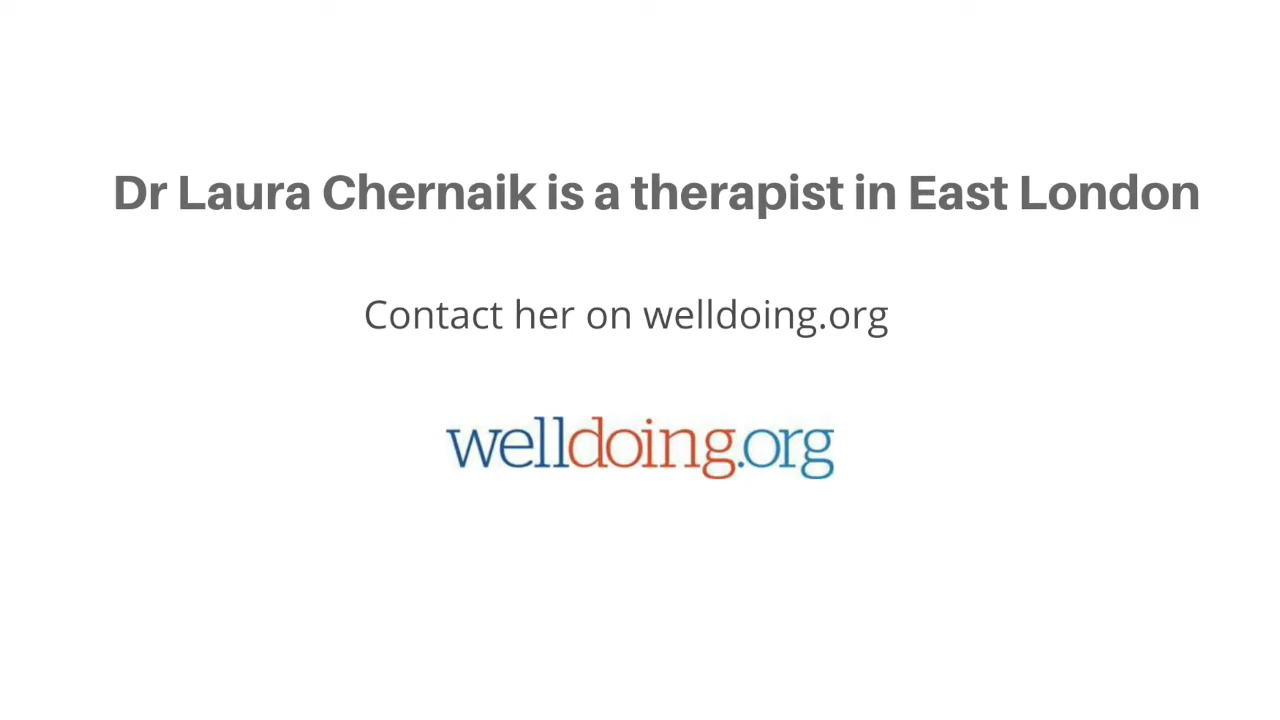 Dr Laura Chernaik is a therapist in East London
Contact her on welldoing.org
welldoing.org